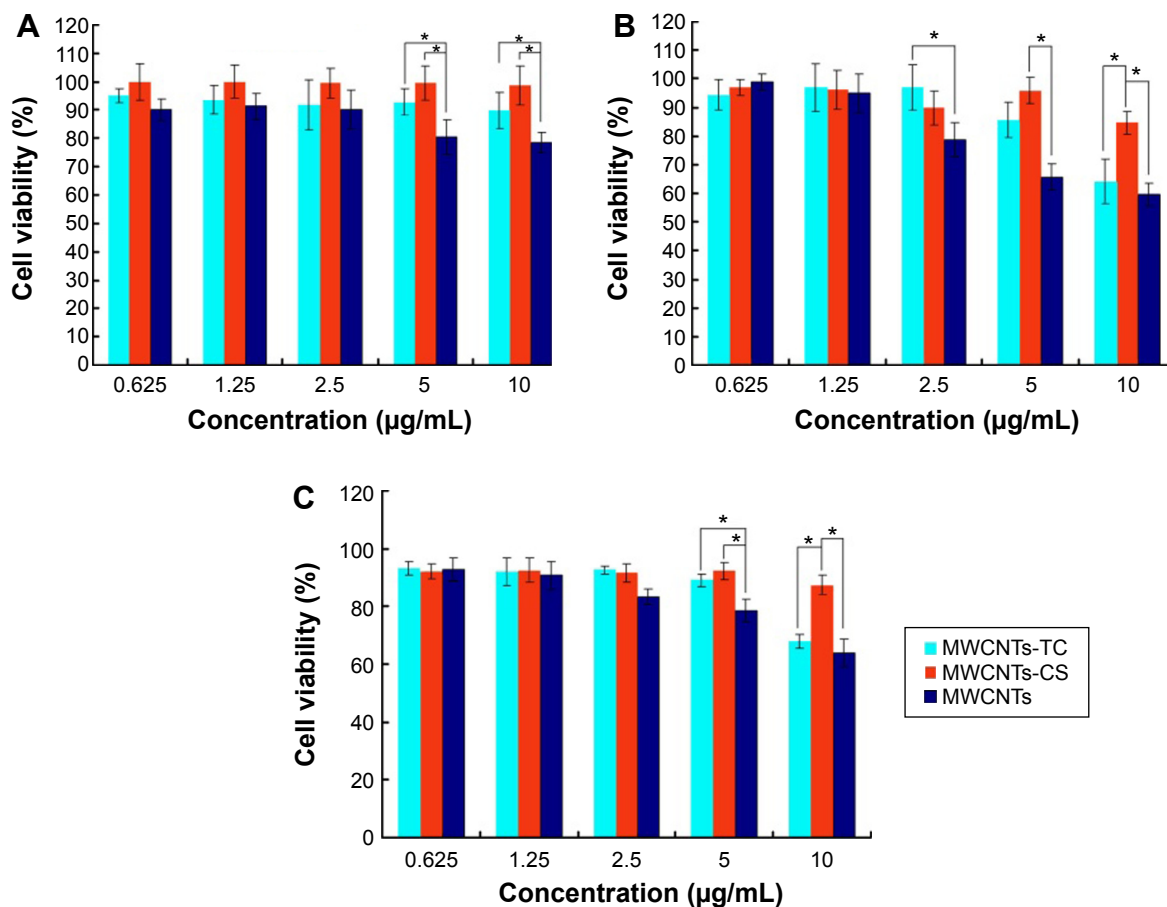 A
Cell viability (%)
120
110
100
90
80
70
60
50
40
30
20
10
0
* * * *
0.625 1.25 2.5 5 10
Concentration (µg/mL)
B
Cell viability (%)
120
110
100
90
80
70
60
50
40
30
20
10
0
* * * *
0.625 1.25 2.5 5 10
Concentration (µg/mL)
C
Cell viability (%)
120
100
80
60
40
20
0
* * * *
0.625 1.25 2.5 5 10
Concentration (µg/mL)
MWCNTs-TC
MWCNTs-CS
MWCNTs